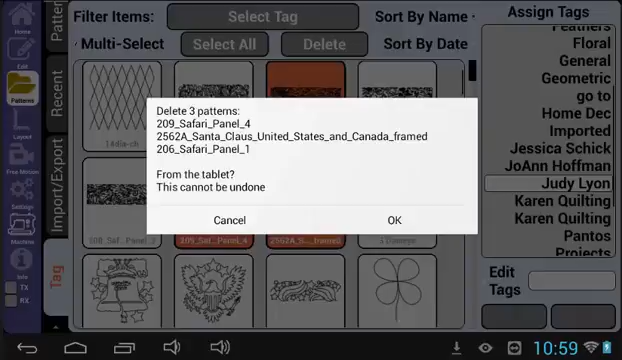 Home
Edit
Patterns
Layout
Free Motion
Settings
Machine
Info
TX
RX
Recent
Import/Export
Tag
Filter Items:
Select Tag
Sort By Name
Multi-Select
Select All
Delete
Sort By Date
14dia-ch
Delete 3 patterns:
209_Safari_Panel_4
2562A_Santa_Claus_United_States_and_Canada_framed
206_Safari_Panel_1
From the tablet?
This cannot be undone
Cancel
OK
Assign Tags
Feathers
Floral
General
Geometric
go to
Home Dec
Imported
Jessica Schick
JoAnn Hoffman
Judy Lyon
Karen Quilting
Karen Quilting
Pantos
Projects
Edit
Tags
10:59